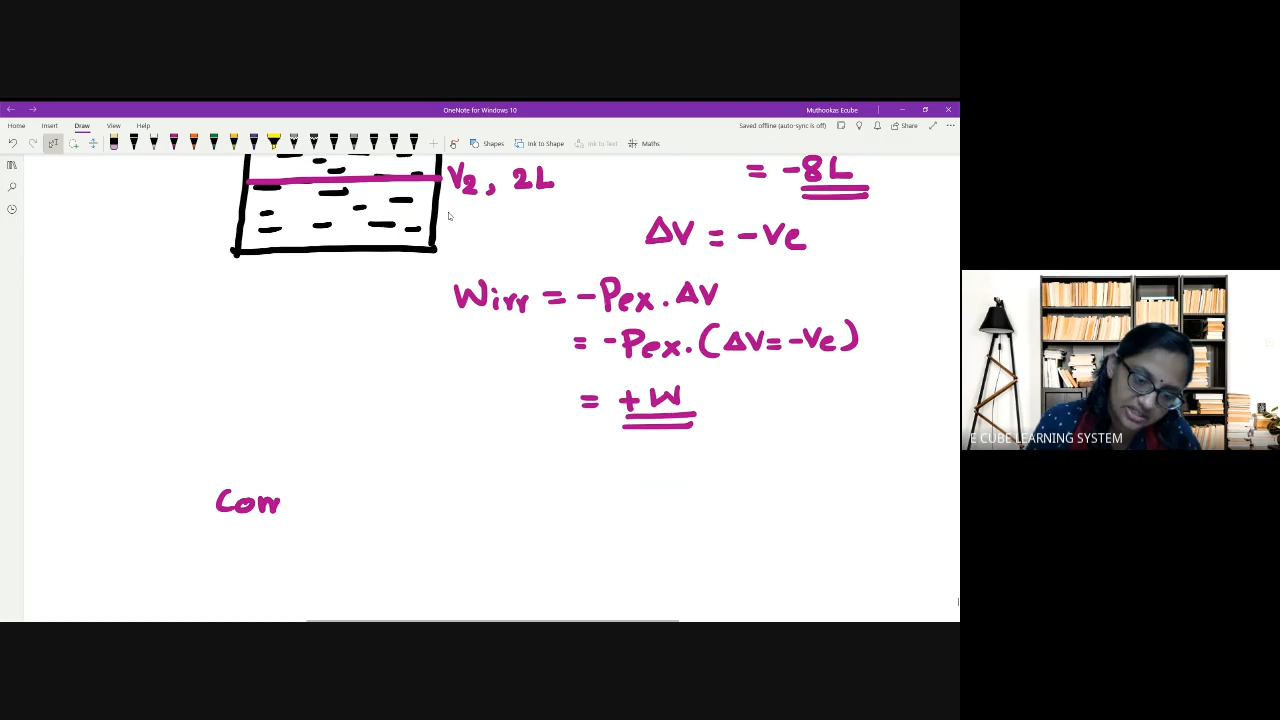 OneNote for Windows 10
Muthookas Ecube
Home Insert Draw View Help
Saved offline (auto-sync is off)
Share
Shapes
Ink to Shape
Ink to Text
Maths
V2, 2L
= -8L
ΔV = -ve
Wirr = -Pex. ΔV
= -Pex. (ΔV = -ve)
= +W
Corr
E CUBE LEARNING SYSTEM